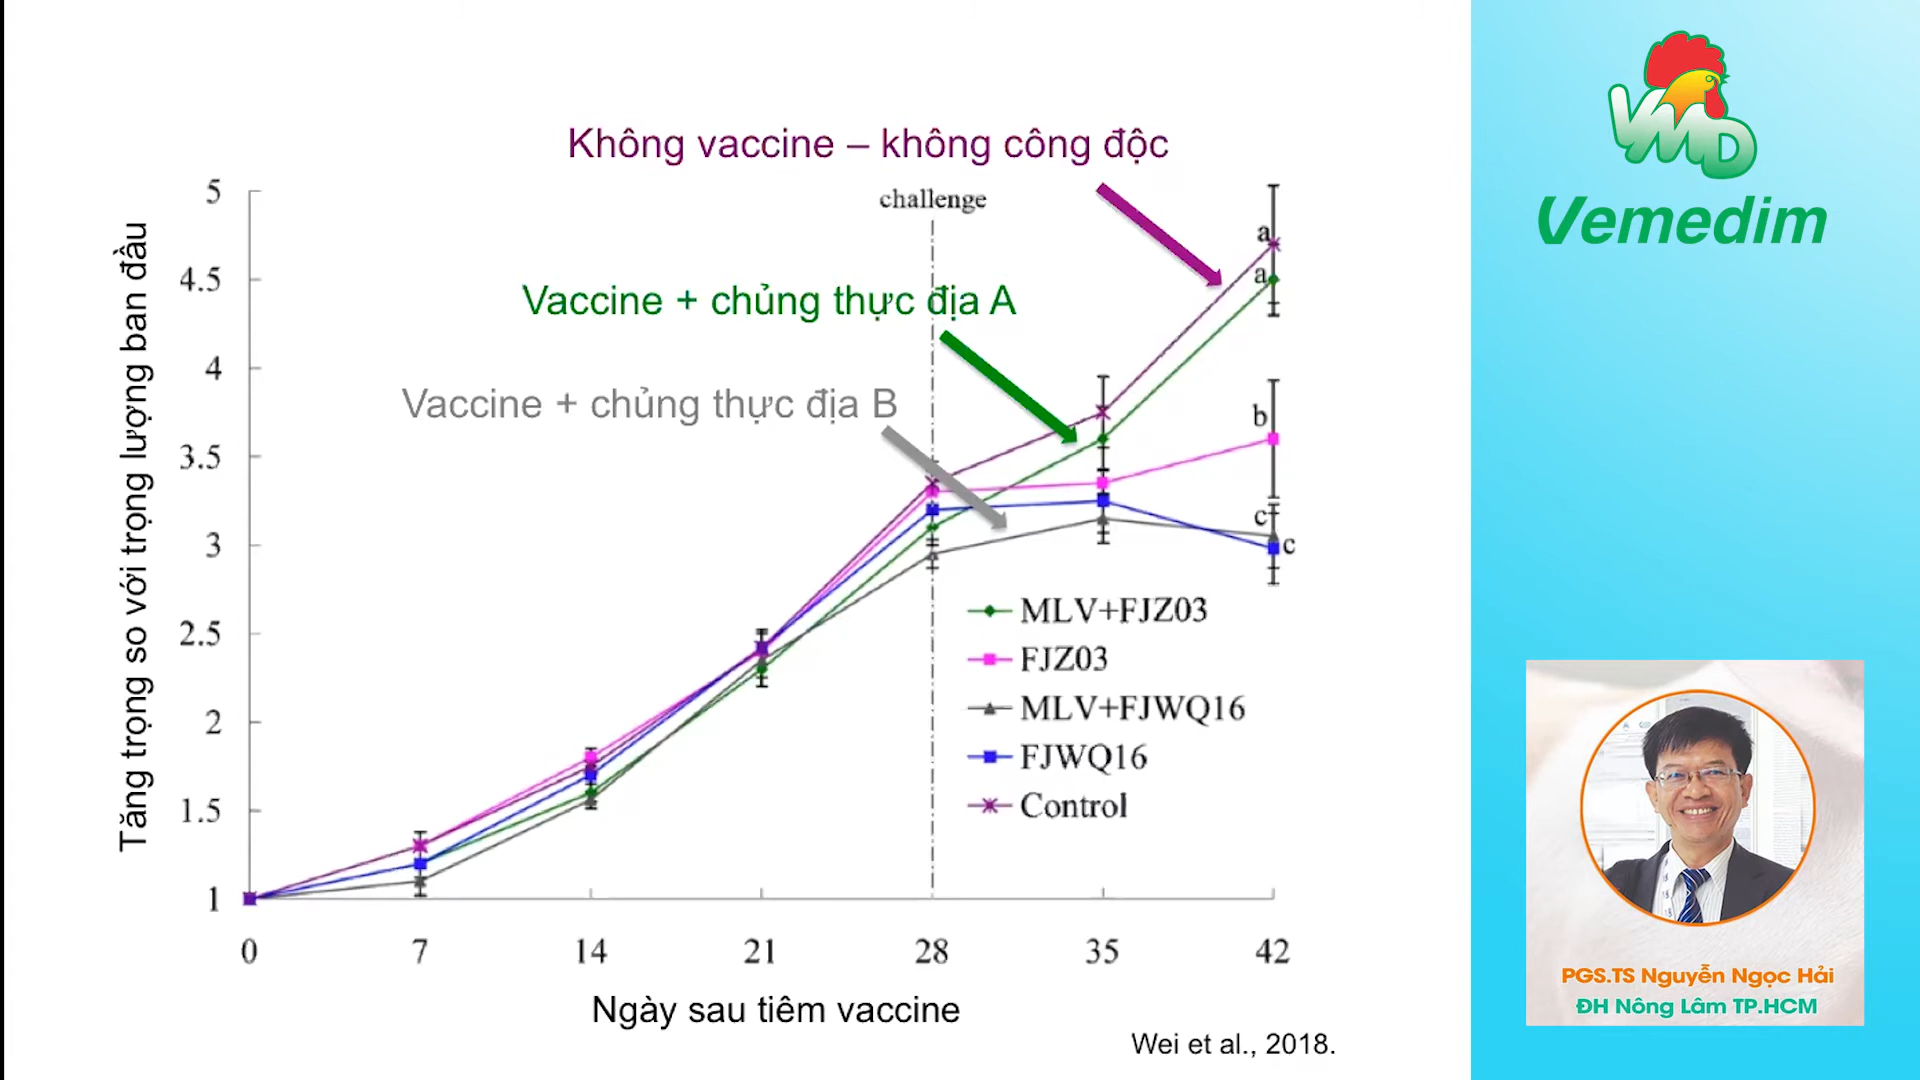 Không vaccine – không công độc
challenge
Vaccine + chủng thực địa A
Vaccine + chủng thực địa B
Tăng trọng so với trọng lượng ban đầu
5
4.5
4
3.5
3
2.5
2
1.5
1
a
a
b
c
c
MLV+FJZ03
FJZ03
MLV+FJWQ16
FJWQ16
Control
0 7 14 21 28 35 42
Ngày sau tiêm vaccine
Wei et al., 2018.
VMD
Vemedim
PGS.TS Nguyễn Ngọc Hải
ĐH Nông Lâm TP.HCM